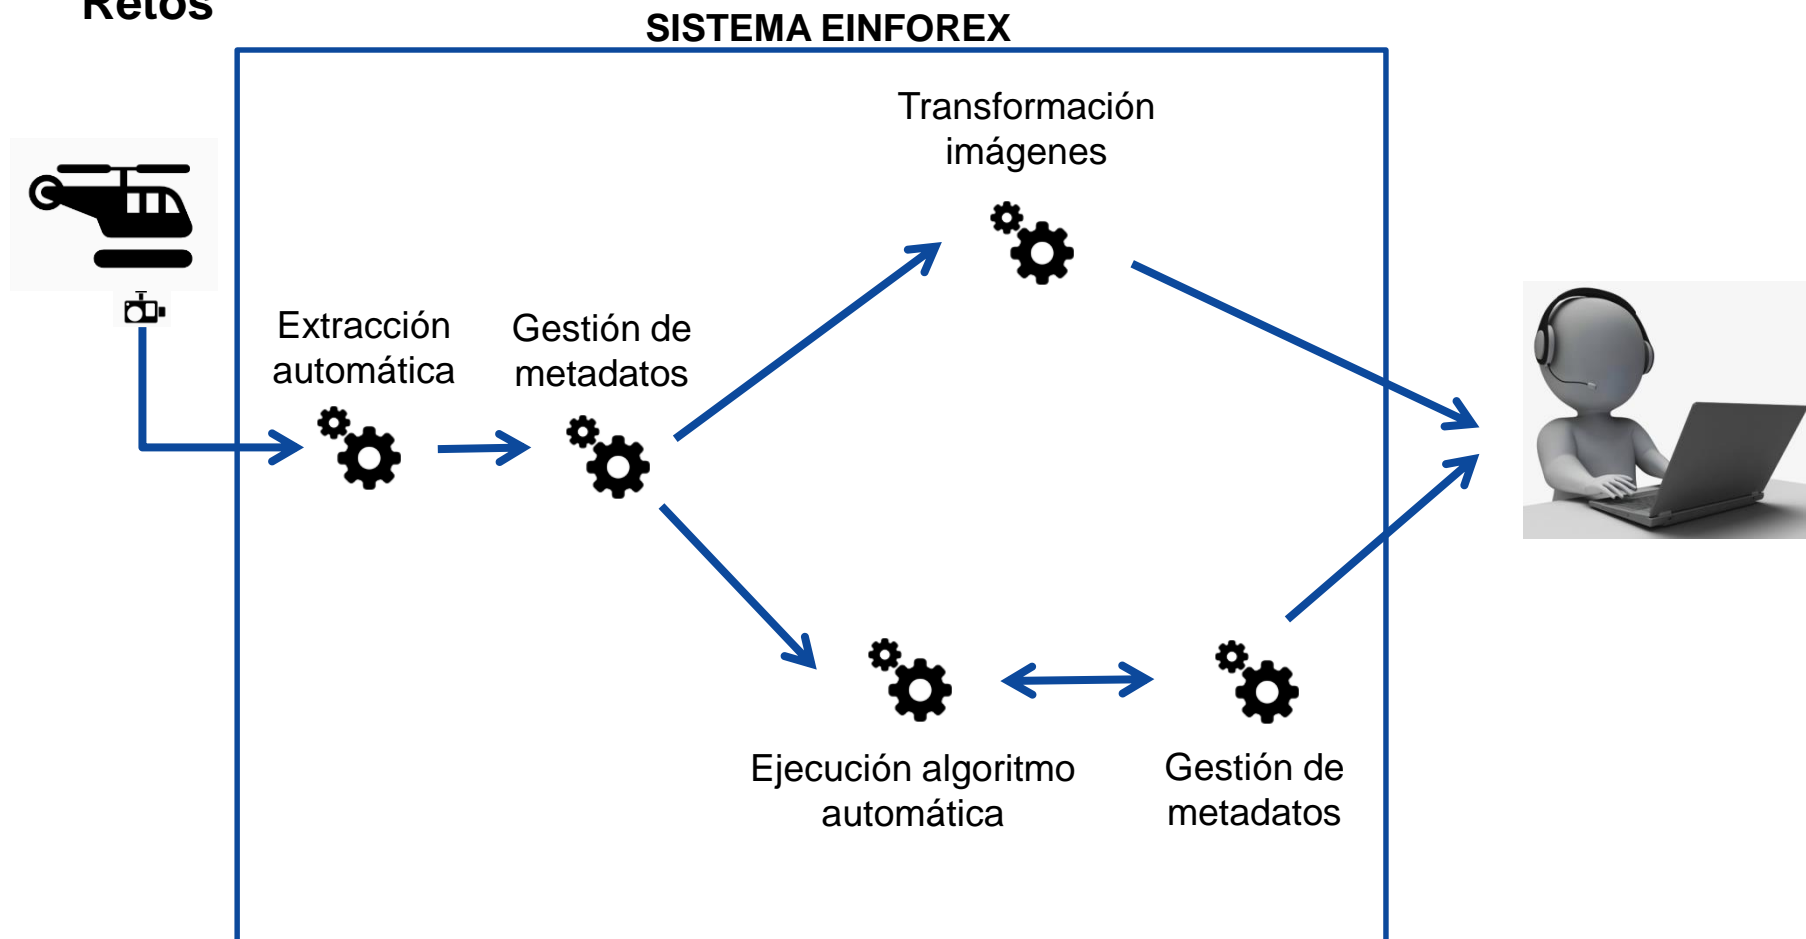 Retos
SISTEMA EINFOREX
Transformación
imágenes
Extracción
automática
Gestión de
metadatos
Ejecución algoritmo
automática
Gestión de
metadatos